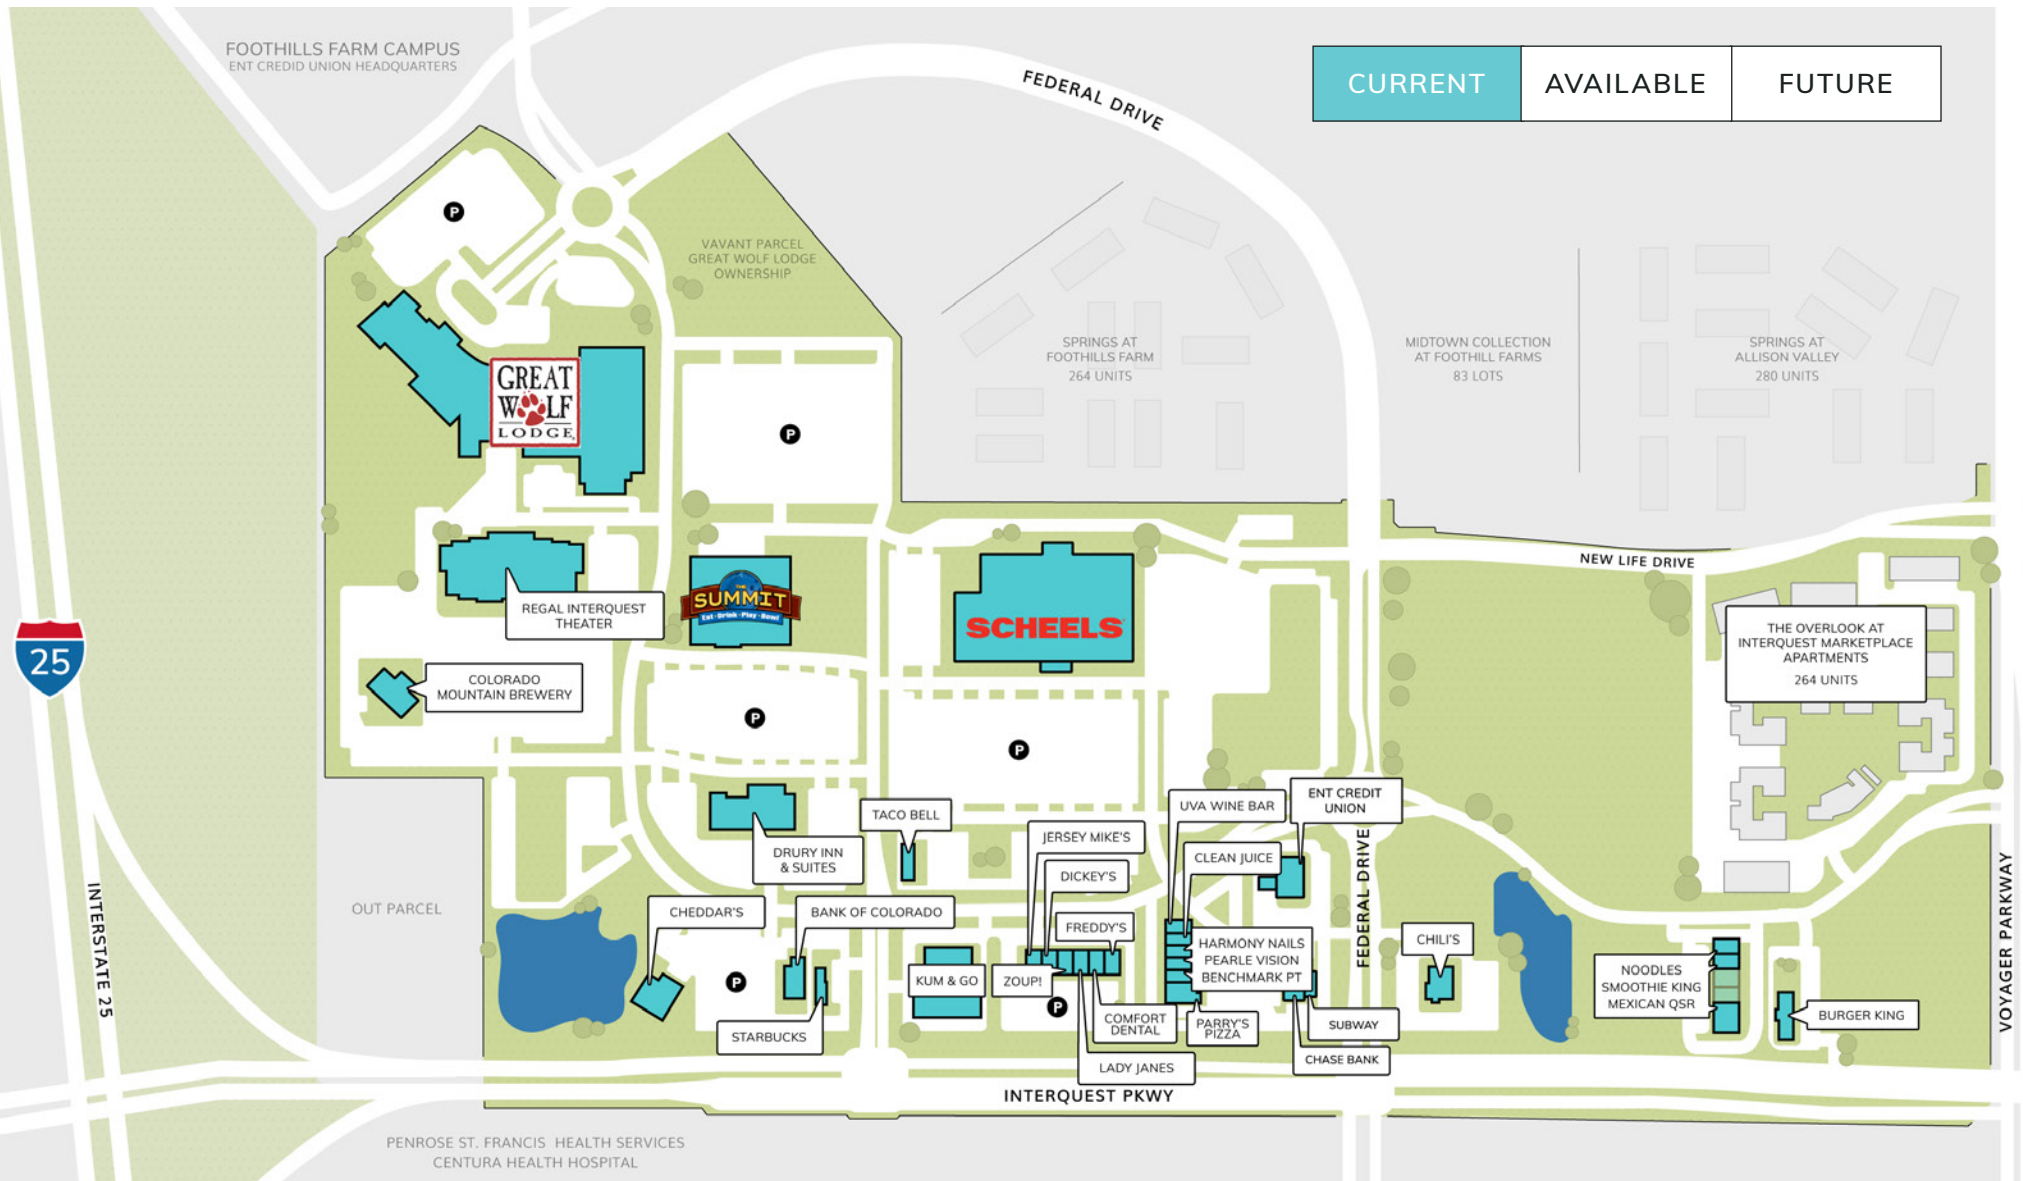 FOOTHILLS FARM CAMPUS
ENT CREDID UNION HEADQUARTERS
FEDERAL DRIVE
CURRENT
AVAILABLE
FUTURE
P
VAVANT PARCEL
GREAT WOLF LODGE
OWNERSHIP
SPRINGS AT
FOOTHILLS FARM
264 UNITS
MIDTOWN COLLECTION
AT FOOTHILL FARMS
83 LOTS
SPRINGS AT
ALLISON VALLEY
280 UNITS
GREAT
WOLF
LODGE
P
NEW LIFE DRIVE
REGAL INTERQUEST
THEATER
THE
SUMMIT
Eat · Drink · Play · Bowl
SCHEELS
THE OVERLOOK AT
INTERQUEST MARKETPLACE
APARTMENTS
264 UNITS
25
COLORADO
MOUNTAIN BREWERY
P
P
TACO BELL
UVA WINE BAR
ENT CREDIT
UNION
JERSEY MIKE'S
DRURY INN
& SUITES
CLEAN JUICE
DICKEY'S
FEDERAL DRIVE
INTERSTATE 25
OUT PARCEL
CHEDDAR'S
BANK OF COLORADO
FREDDY'S
CHILI'S
VOYAGER PARKWAY
HARMONY NAILS
PEARLE VISION
BENCHMARK PT
P
KUM & GO
ZOUP!
P
NOODLES
SMOOTHIE KING
MEXICAN QSR
BURGER KING
STARBUCKS
COMFORT
DENTAL
PARRY'S
PIZZA
SUBWAY
CHASE BANK
LADY JANES
INTERQUEST PKWY
PENROSE ST. FRANCIS HEALTH SERVICES
CENTURA HEALTH HOSPITAL